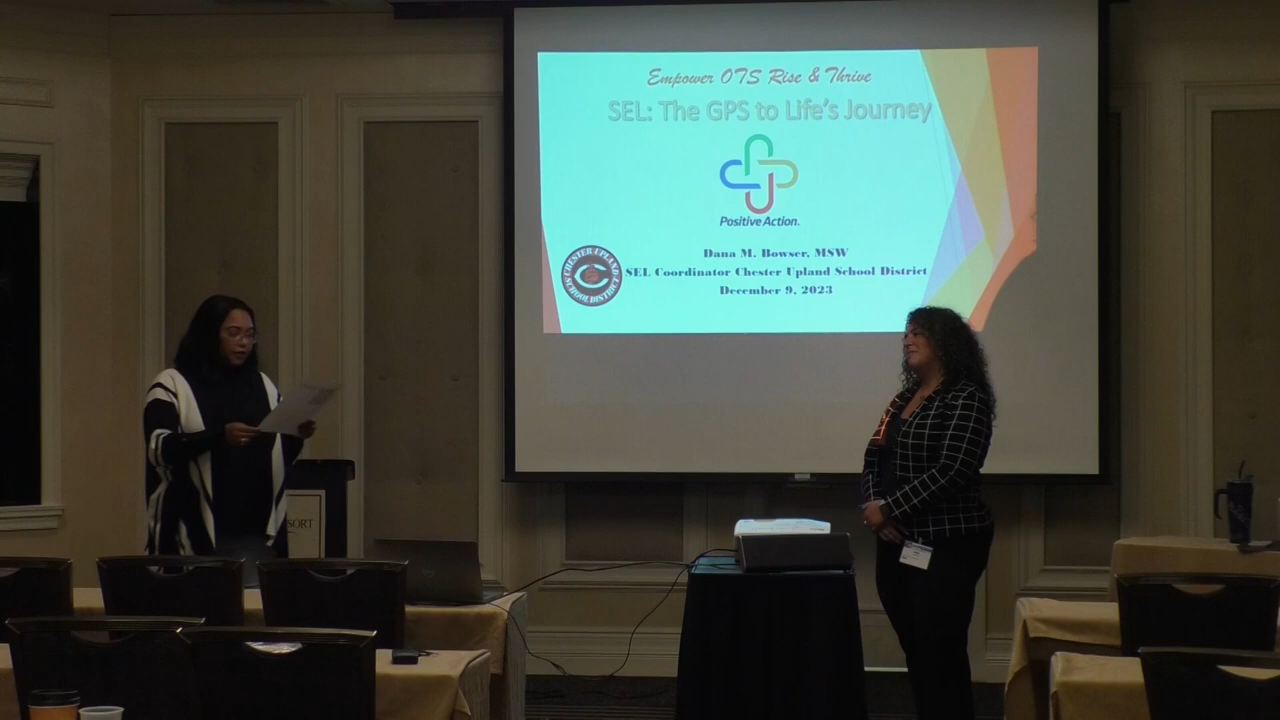 Empower OTS Rise & Thrive
SEL: The GPS to Life's Journey
Positive Action.
Dana M. Bowser, MSW
SEL Coordinator Chester Upland School District
December 9, 2023
CHESTER UPLAND
SCHOOL DISTRICT
C
SORT